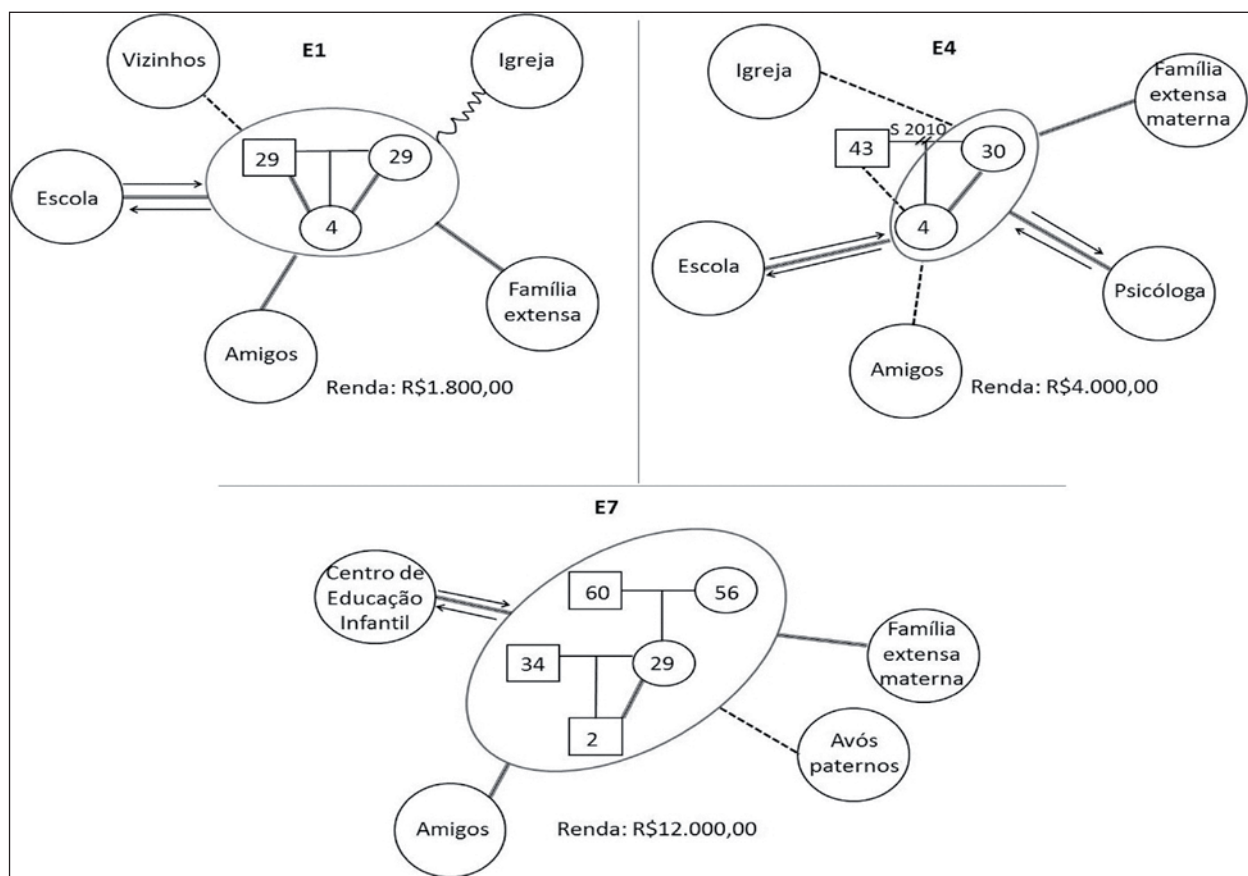 E1
Vizinhos
Igreja
29
29
4
Escola
Família
extensa
Amigos
Renda: R$1.800,00
E4
Igreja
Família
extensa
materna
S 2010
43
30
4
Escola
Psicóloga
Amigos
Renda: R$4.000,00
E7
Centro de
Educação
Infantil
60
56
34
29
2
Família
extensa
materna
Avós
paternos
Amigos
Renda: R$12.000,00